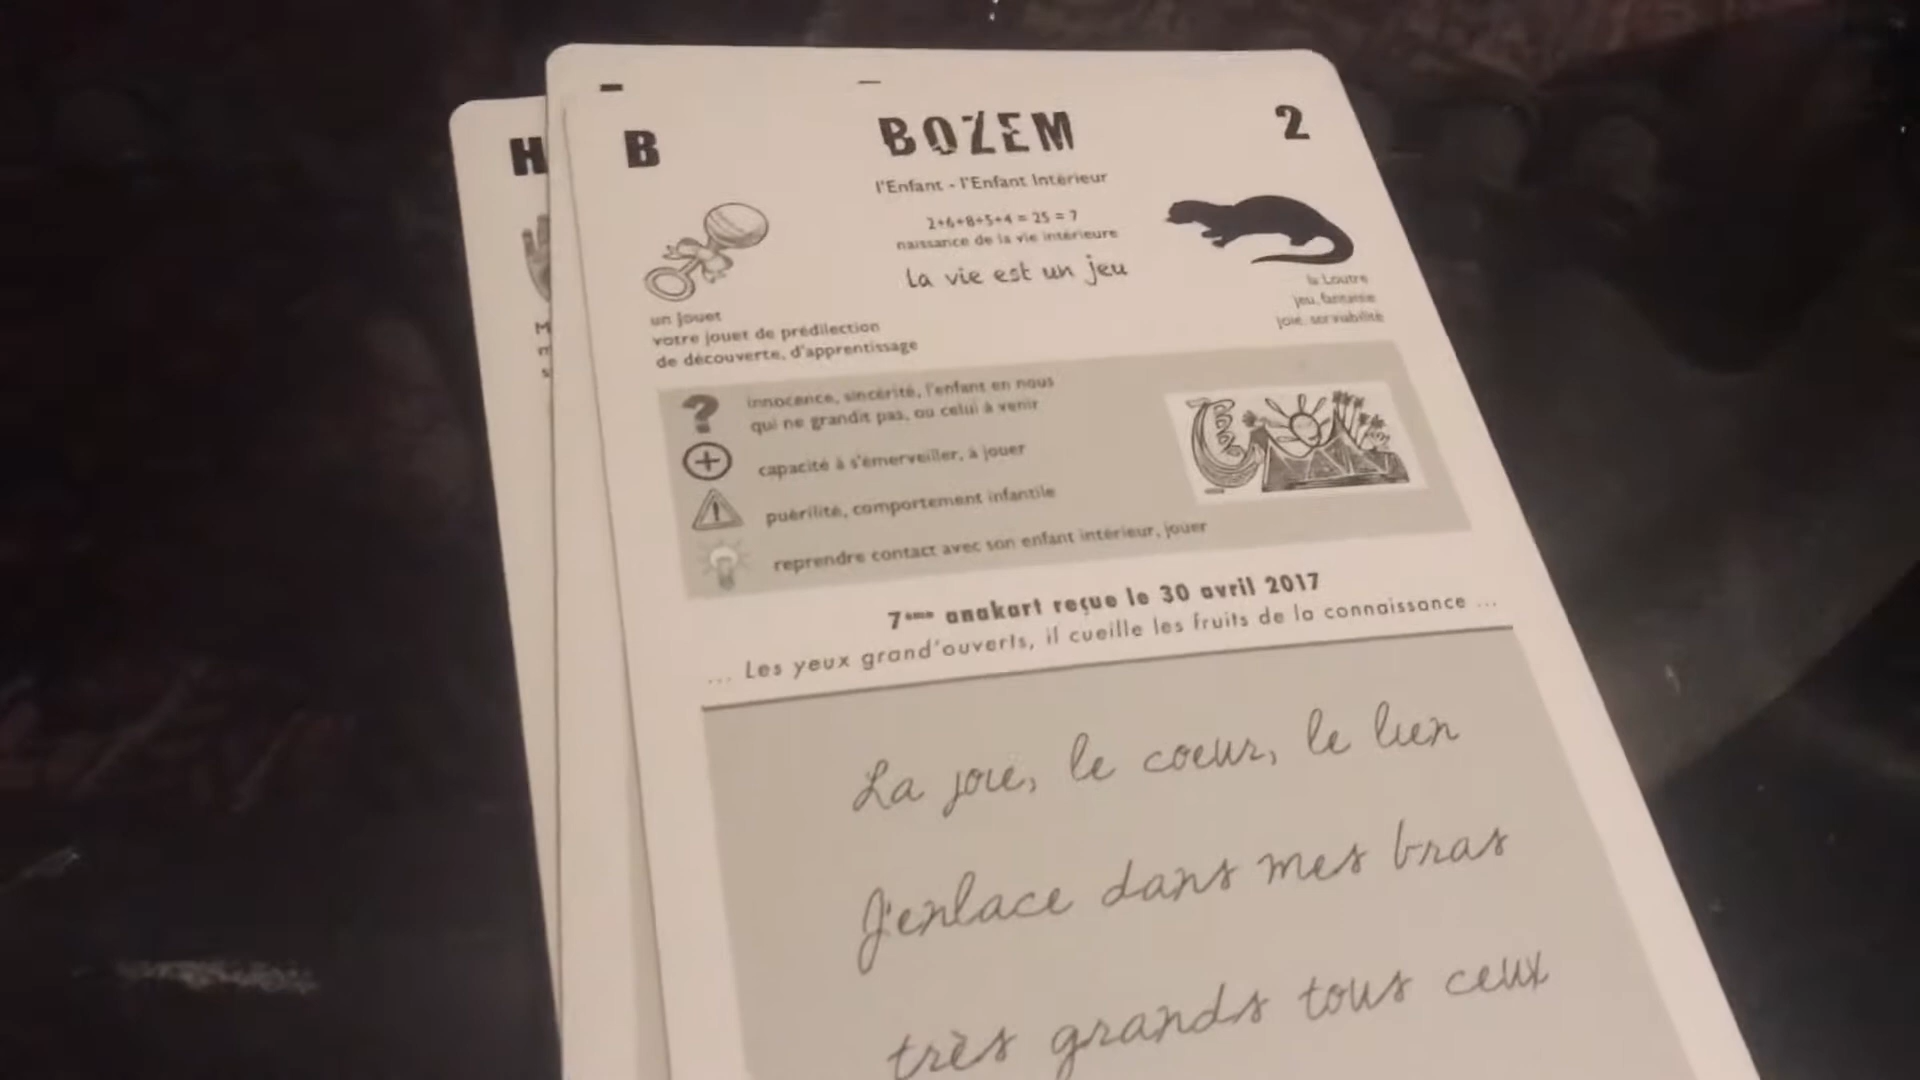 H
B
BOZEM
2
l'Enfant - l'Enfant Intérieur
2+6+8+5+4 = 25 = 7
naissance de la vie intérieure
la vie est un jeu
un Jouet
votre jouet de prédilection
de découverte, d'apprentissage
la Loutre
jeu, fantaisie
joie, serviabilité
M
m
s
? innocence, sincérité, l'enfant en nous
qui ne grandit pas, ou celui à venir
+ capacité à s'émerveiller, à jouer
! puérilité, comportement infantile
reprendre contact avec son enfant intérieur, jouer
7ème anakart reçue le 30 avril 2017
... Les yeux grand'ouverts, il cueille les fruits de la connaissance ...
La joie, le coeur, le lien
J'enlace dans mes bras
très grands tous ceux